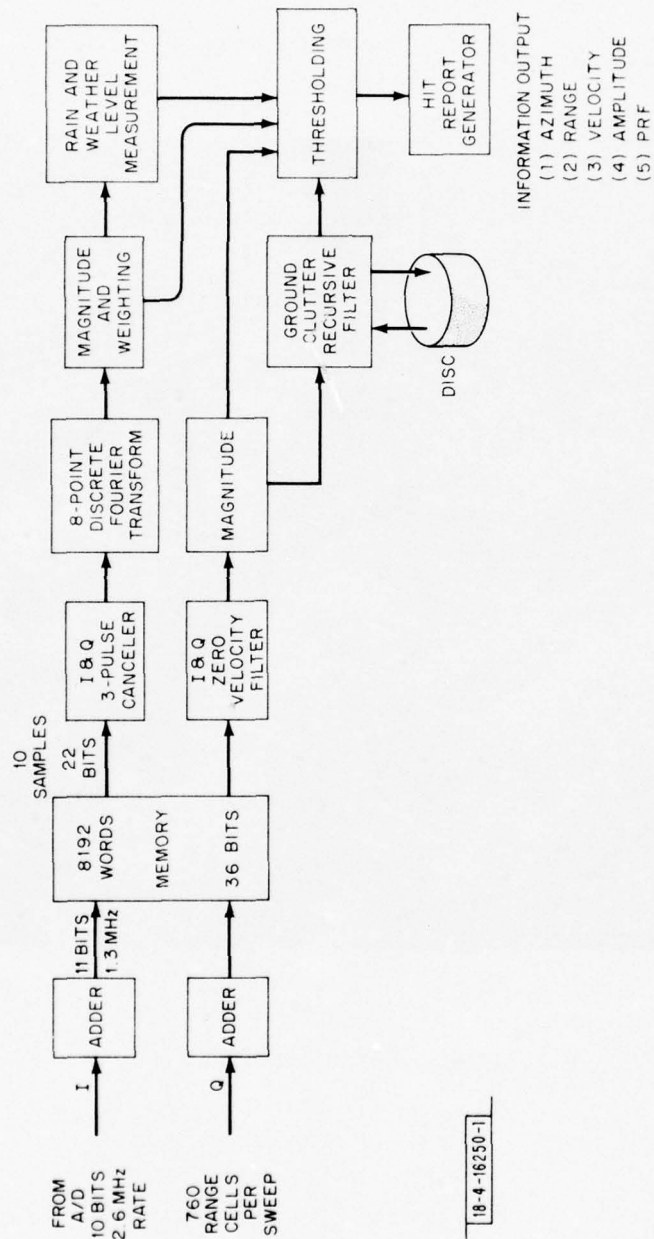 FROM
A/D
10 BITS
2.6 MHz
RATE
I
ADDER
11 BITS
1.3 MHz
760
RANGE
CELLS
PER
SWEEP
Q
ADDER
8192
WORDS
MEMORY
36 BITS
10
SAMPLES
22
BITS
I & Q
3-PULSE
CANCELER
8-POINT
DISCRETE
FOURIER
TRANSFORM
MAGNITUDE
AND
WEIGHTING
RAIN AND
WEATHER
LEVEL
MEASUREMENT
I & Q
ZERO
VELOCITY
FILTER
MAGNITUDE
GROUND
CLUTTER
RECURSIVE
FILTER
DISC
THRESHOLDING
HIT
REPORT
GENERATOR
INFORMATION OUTPUT
(1) AZIMUTH
(2) RANGE
(3) VELOCITY
(4) AMPLITUDE
(5) PRF
18-4-16250-1